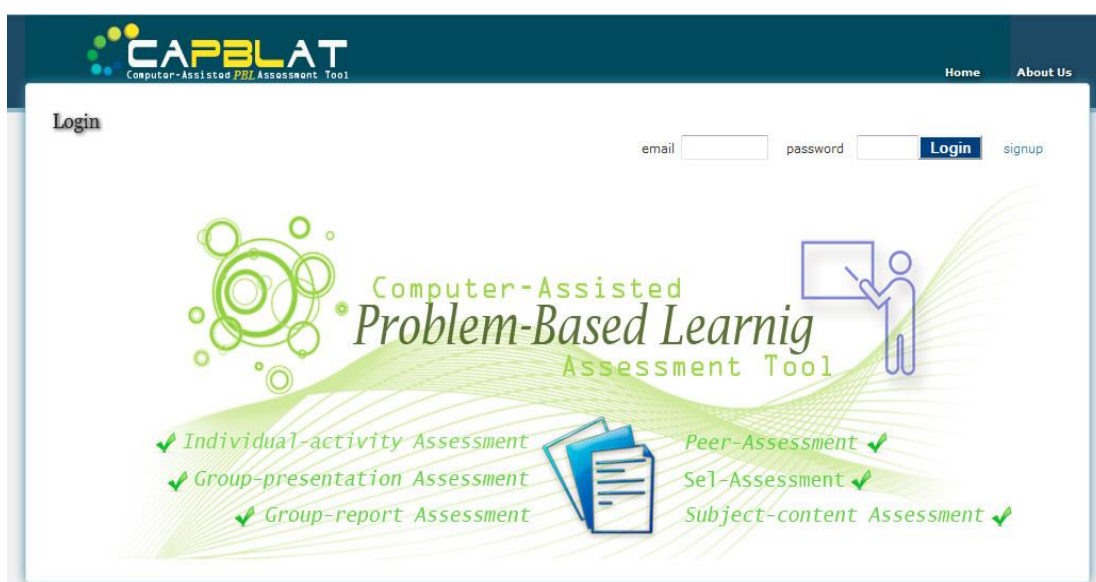 CAPBLAT
Computer-Assisted PBL Assessment Tool
Home About Us
Login
email password Login signup
Computer-Assisted
Problem-Based Learnig
Assessment Tool
Individual-activity Assessment
Peer-Assessment
Group-presentation Assessment
Sel-Assessment
Group-report Assessment
Subject-content Assessment